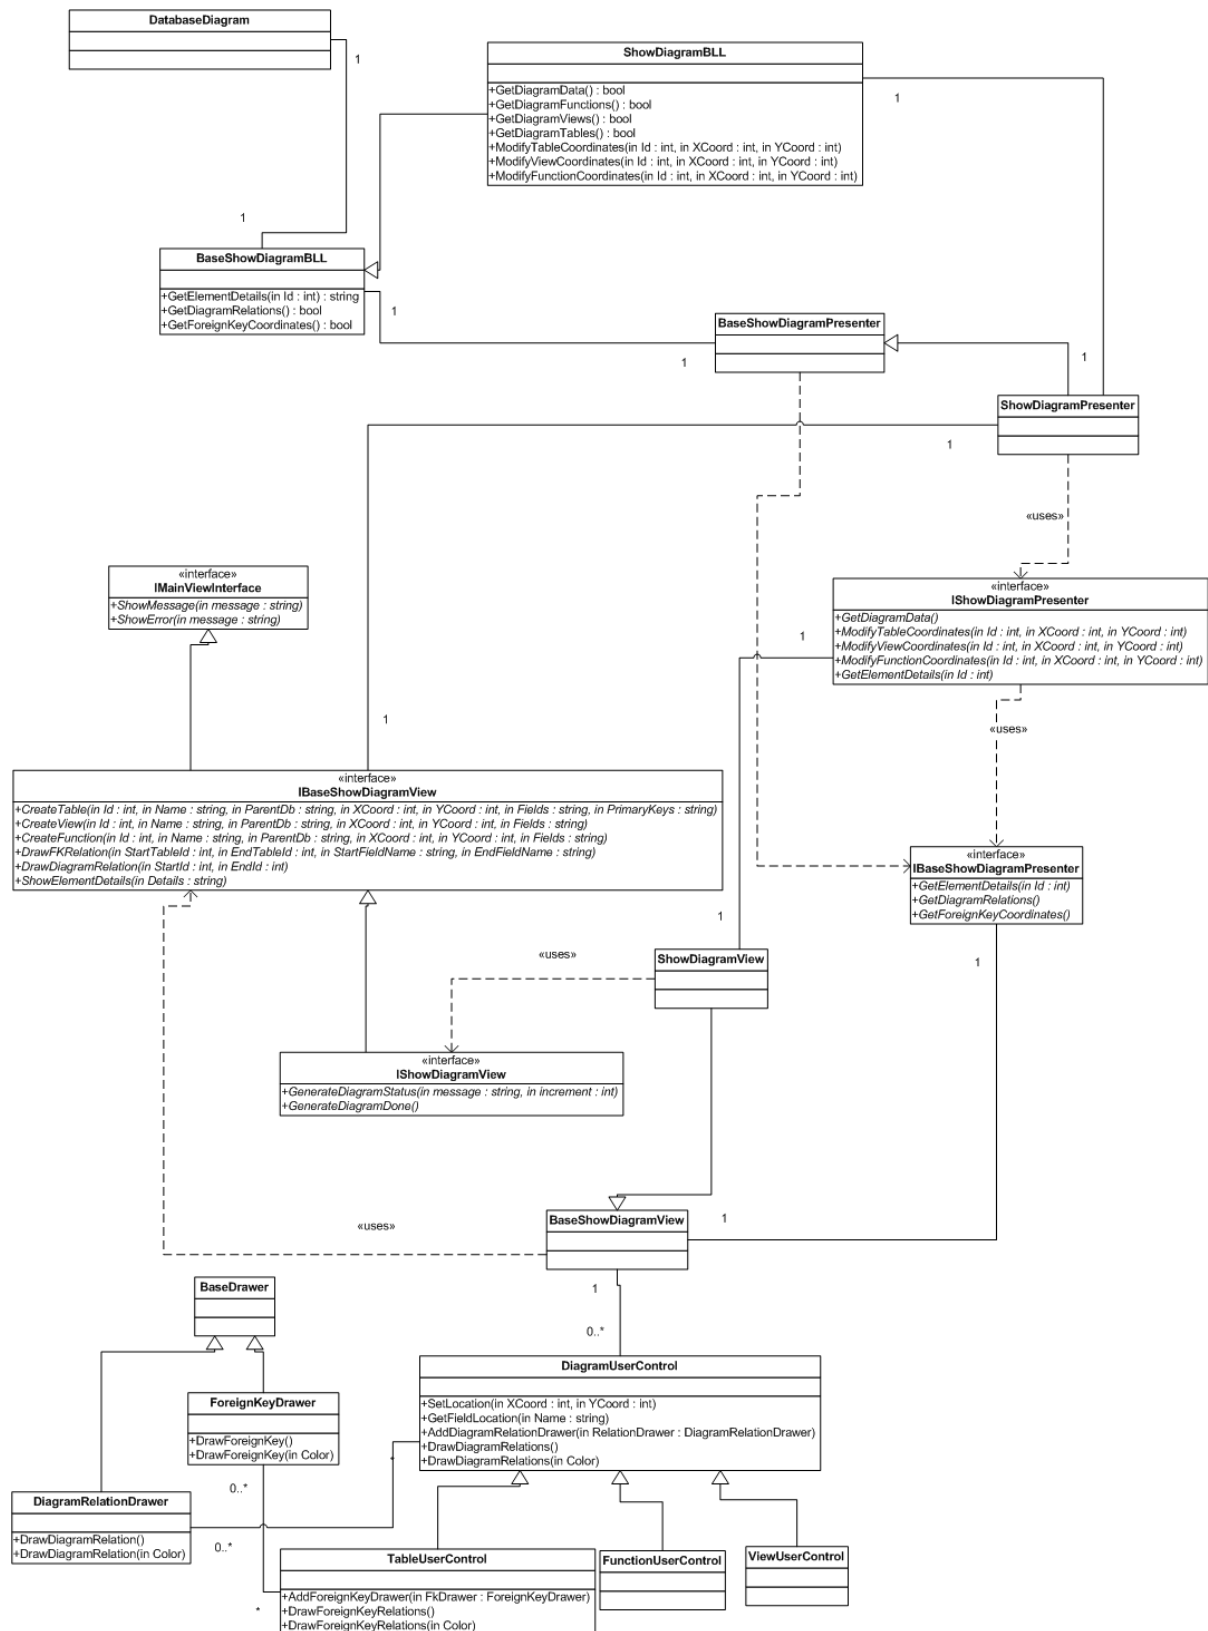 DatabaseDiagram
1
1
ShowDiagramBLL
+GetDiagramData() : bool
+GetDiagramFunctions() : bool
+GetDiagramViews() : bool
+GetDiagramTables() : bool
+ModifyTableCoordinates(in Id : int, in XCoord : int, in YCoord : int)
+ModifyViewCoordinates(in Id : int, in XCoord : int, in YCoord : int)
+ModifyFunctionCoordinates(in Id : int, in XCoord : int, in YCoord : int)
1
BaseShowDiagramBLL
+GetElementDetails(in Id : int) : string
+GetDiagramRelations() : bool
+GetForeignKeyCoordinates() : bool
1
BaseShowDiagramPresenter
1
1
ShowDiagramPresenter
1
«uses»
«interface»
IMainViewInterface
+ShowMessage(in message : string)
+ShowError(in message : string)
«interface»
IShowDiagramPresenter
+GetDiagramData()
+ModifyTableCoordinates(in Id : int, in XCoord : int, in YCoord : int)
+ModifyViewCoordinates(in Id : int, in XCoord : int, in YCoord : int)
+ModifyFunctionCoordinates(in Id : int, in XCoord : int, in YCoord : int)
+GetElementDetails(in Id : int)
1
1
«uses»
«interface»
IBaseShowDiagramView
+CreateTable(in Id : int, in Name : string, in ParentDb : string, in XCoord : int, in YCoord : int, in Fields : string, in PrimaryKeys : string)
+CreateView(in Id : int, in Name : string, in ParentDb : string, in XCoord : int, in YCoord : int, in Fields : string)
+CreateFunction(in Id : int, in Name : string, in ParentDb : string, in XCoord : int, in YCoord : int, in Fields : string)
+DrawFKRelation(in StartTableId : int, in EndTableId : int, in StartFieldName : string, in EndFieldName : string)
+DrawDiagramRelation(in StartId : int, in EndId : int)
+ShowElementDetails(in Details : string)
«interface»
IBaseShowDiagramPresenter
+GetElementDetails(in Id : int)
+GetDiagramRelations()
+GetForeignKeyCoordinates()
1
1
«uses»
ShowDiagramView
«interface»
IShowDiagramView
+GenerateDiagramStatus(in message : string, in increment : int)
+GenerateDiagramDone()
BaseShowDiagramView
1
«uses»
1
0..*
BaseDrawer
DiagramUserControl
+SetLocation(in XCoord : int, in YCoord : int)
+GetFieldLocation(in Name : string)
+AddDiagramRelationDrawer(in RelationDrawer : DiagramRelationDrawer)
+DrawDiagramRelations()
+DrawDiagramRelations(in Color)
ForeignKeyDrawer
+DrawForeignKey()
+DrawForeignKey(in Color)
*
0..*
DiagramRelationDrawer
+DrawDiagramRelation()
+DrawDiagramRelation(in Color)
0..*
TableUserControl
+AddForeignKeyDrawer(in FkDrawer : ForeignKeyDrawer)
+DrawForeignKeyRelations()
+DrawForeignKeyRelations(in Color)
*
FunctionUserControl
ViewUserControl